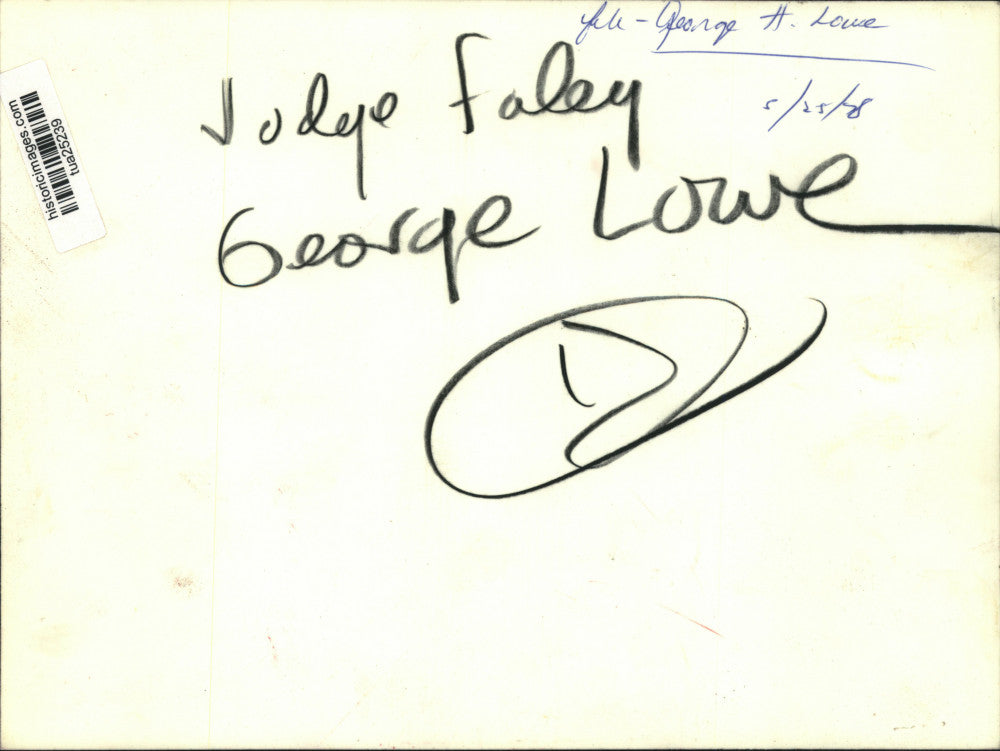 file - George H. Lowe
5/25/78
Judge Foley
George Lowe
D
historicimages.com
tua25239